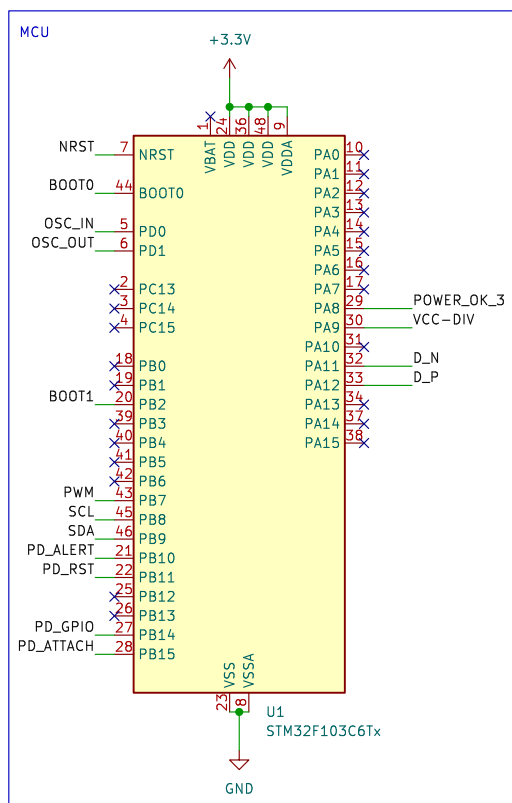 MCU
+3.3V
1 24 36 48 9
VBAT VDD VDD VDD VDDA
NRST 7 NRST
BOOT0 44 BOOT0
OSC_IN 5 PD0
OSC_OUT 6 PD1
2 PC13
3 PC14
4 PC15
18 PB0
19 PB1
BOOT1 20 PB2
39 PB3
40 PB4
41 PB5
42 PB6
PWM 43 PB7
SCL 45 PB8
SDA 46 PB9
PD_ALERT 21 PB10
PD_RST 22 PB11
25 PB12
26 PB13
PD_GPIO 27 PB14
PD_ATTACH 28 PB15
PA0 10
PA1 11
PA2 12
PA3 13
PA4 14
PA5 15
PA6 16
PA7 17
PA8 29 POWER_OK_3
PA9 30 VCC-DIV
PA10 31
PA11 32 D_N
PA12 33 D_P
PA13 34
PA14 37
PA15 38
VSS VSSA
23 8
U1
STM32F103C6Tx
GND